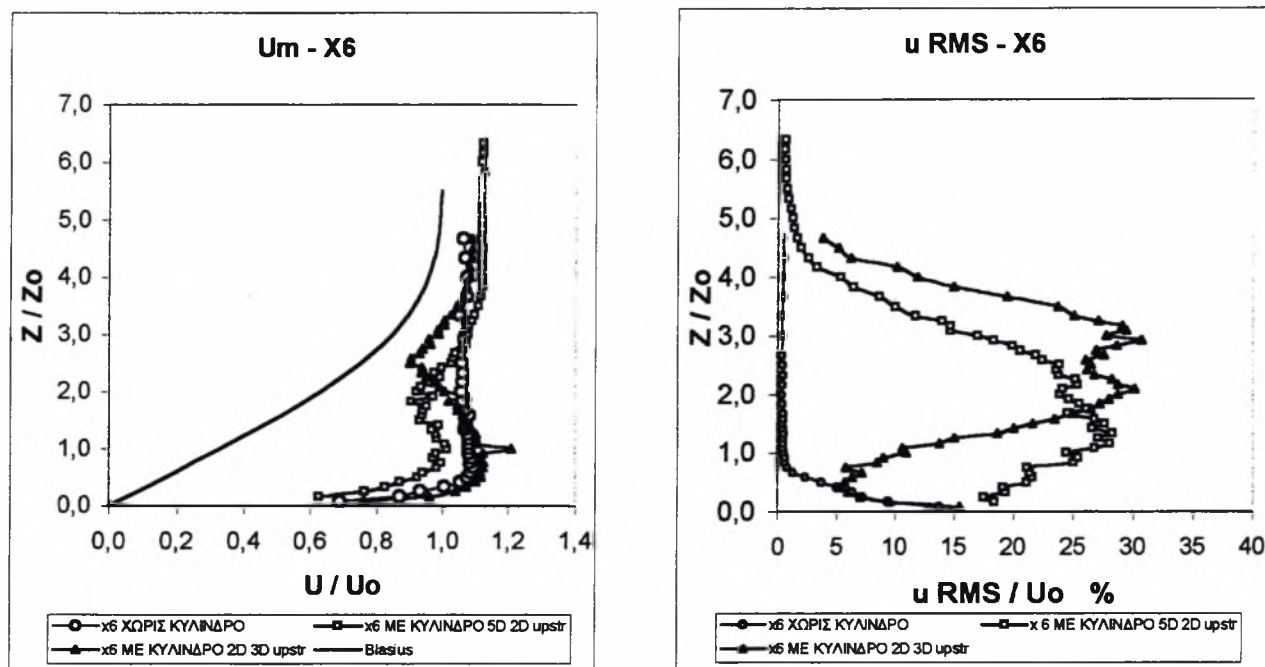 Um - X6
7,0
6,0
5,0
4,0
3,0
2,0
1,0
0,0
Z / Zo
0,0 0,2 0,4 0,6 0,8 1,0 1,2 1,4
U / Uo
x6 ΧΩΡΙΣ ΚΥΛΙΝΔΡΟ
x6 ΜΕ ΚΥΛΙΝΔΡΟ 5D 2D upstr
x6 ΜΕ ΚΥΛΙΝΔΡΟ 2D 3D upstr
Blasius
u RMS - X6
7,0
6,0
5,0
4,0
3,0
2,0
1,0
0,0
Z / Zo
0 5 10 15 20 25 30 35 40
u RMS / Uo %
x6 ΧΩΡΙΣ ΚΥΛΙΝΔΡΟ
x 6 ΜΕ ΚΥΛΙΝΔΡΟ 5D 2D upstr
x6 ΜΕ ΚΥΛΙΝΔΡΟ 2D 3D upstr